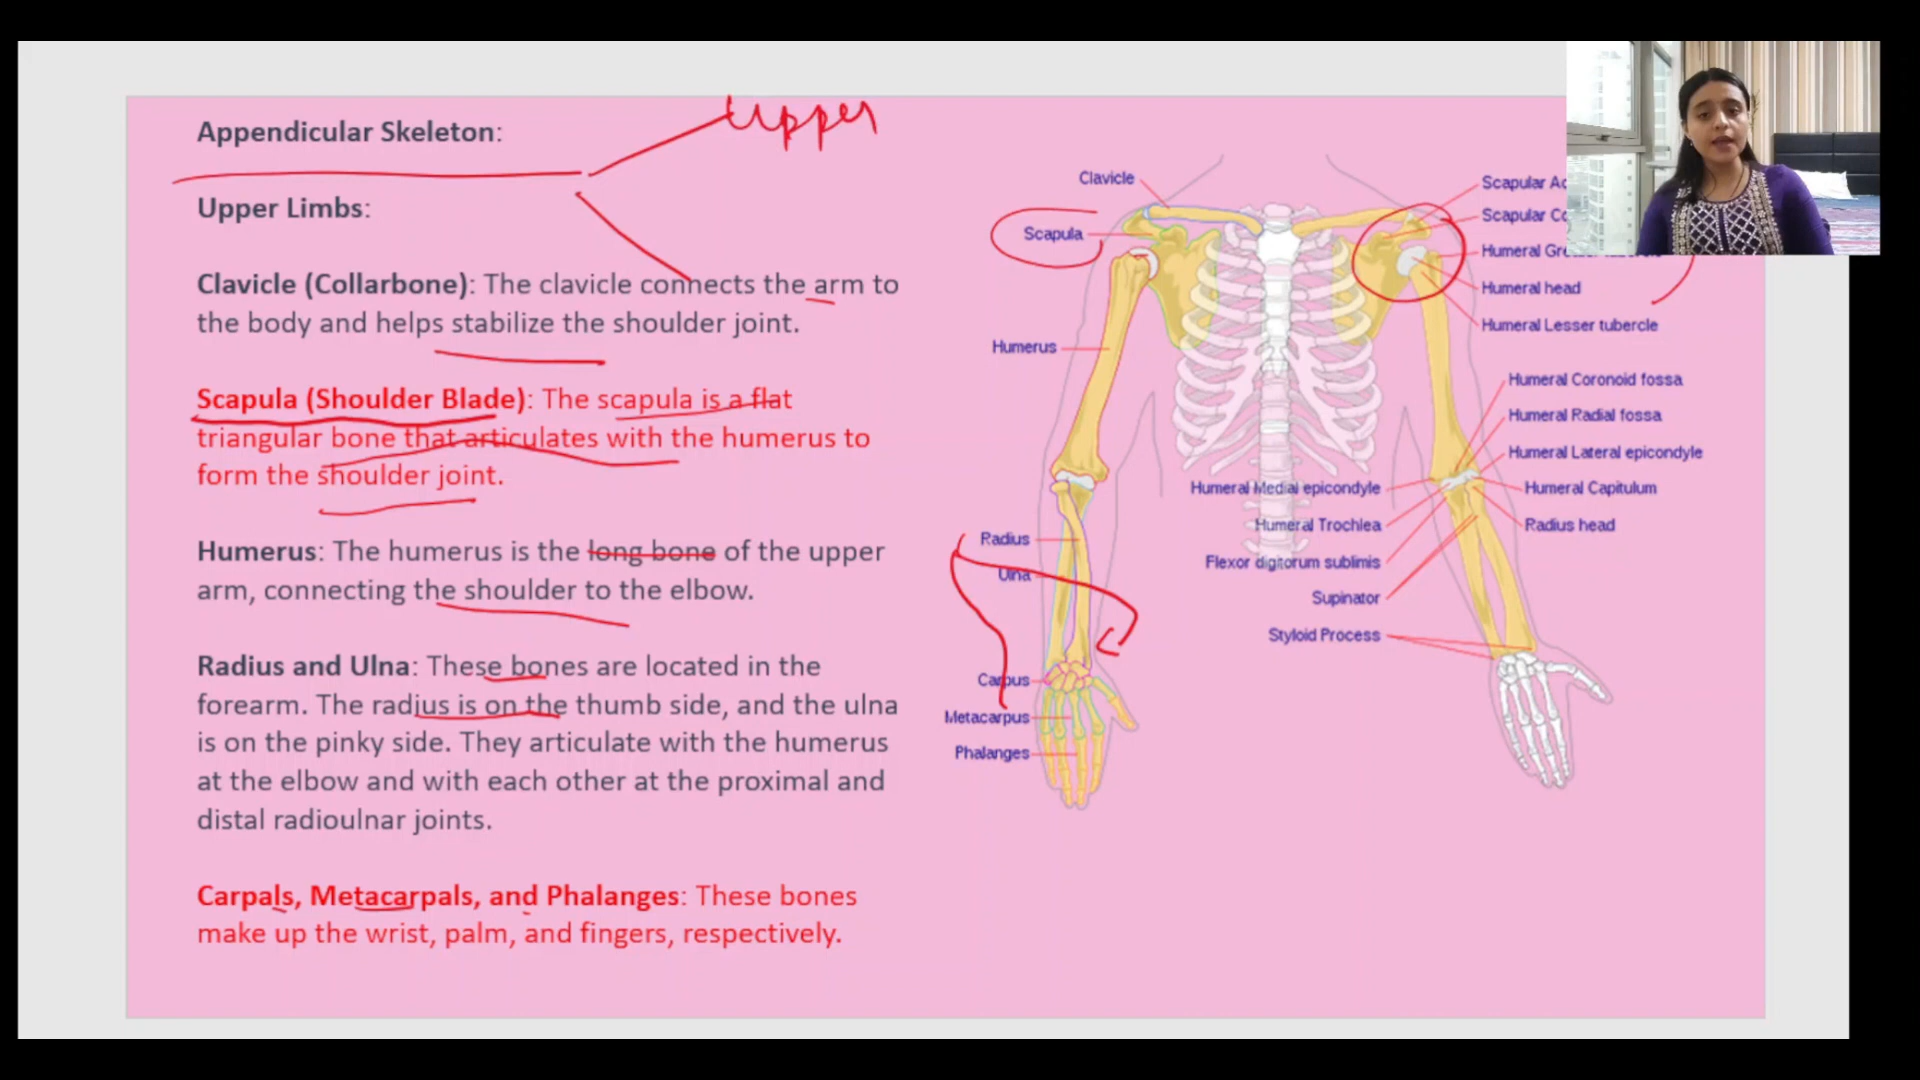 Upper
Appendicular Skeleton:
Upper Limbs:
Clavicle (Collarbone): The clavicle connects the arm to
the body and helps stabilize the shoulder joint.
Scapula (Shoulder Blade): The scapula is a flat
triangular bone that articulates with the humerus to
form the shoulder joint.
Humerus: The humerus is the long bone of the upper
arm, connecting the shoulder to the elbow.
Radius and Ulna: These bones are located in the
forearm. The radius is on the thumb side, and the ulna
is on the pinky side. They articulate with the humerus
at the elbow and with each other at the proximal and
distal radioulnar joints.
Carpals, Metacarpals, and Phalanges: These bones
make up the wrist, palm, and fingers, respectively.
Clavicle
Scapula
Humerus
Radius
Ulna
Carpus
Metacarpus
Phalanges
Scapular
Scapular
Humeral
Humeral head
Humeral Lesser tubercle
Humeral Coronoid fossa
Humeral Radial fossa
Humeral Lateral epicondyle
Humeral Capitulum
Radius head
Humeral Medial epicondyle
Humeral Trochlea
Flexor digitorum sublimis
Supinator
Styloid Process